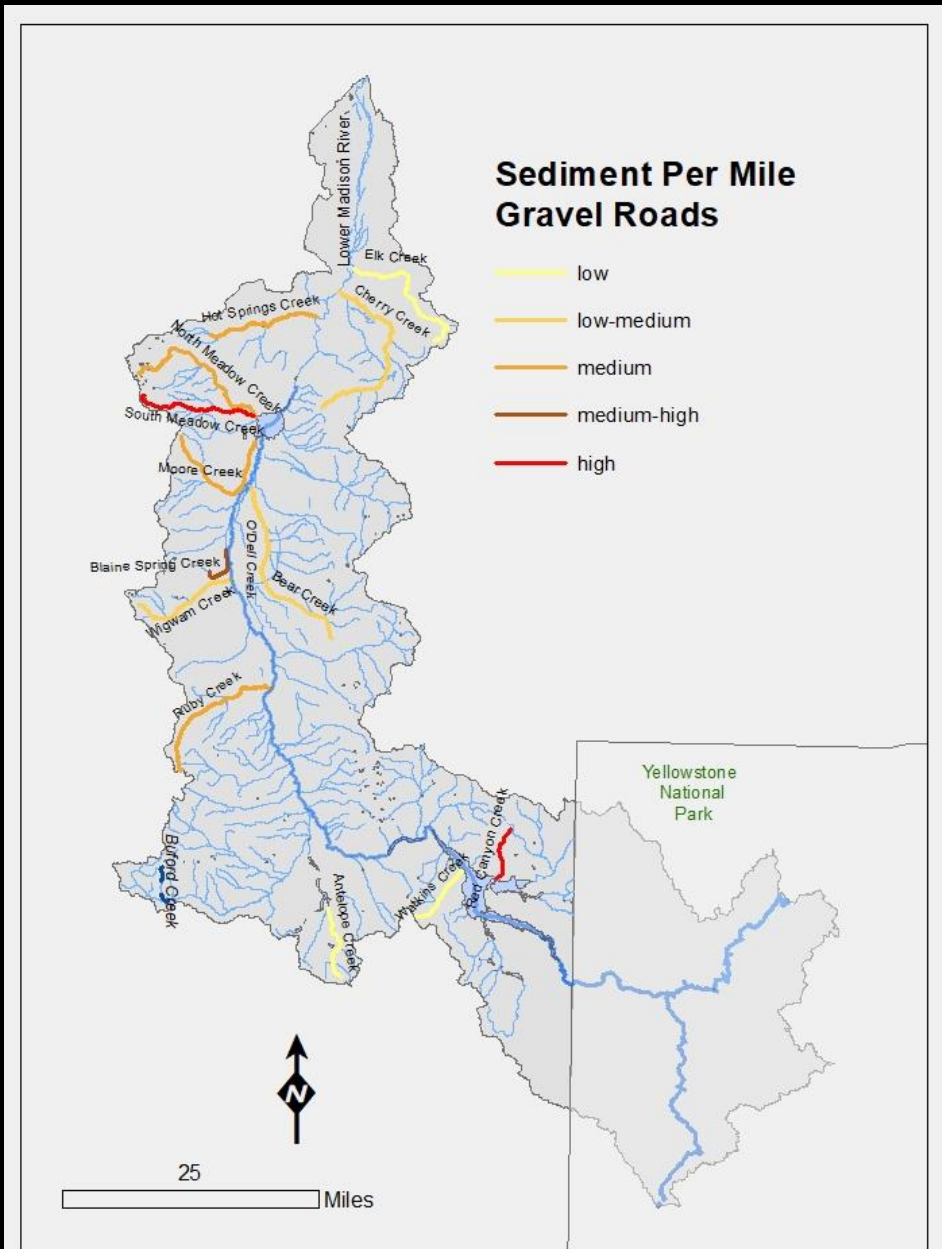 Sediment Per Mile
Gravel Roads
low
low-medium
medium
medium-high
high
Lower Madison River
Elk Creek
Cherry Creek
Hot Springs Creek
North Meadow Creek
South Meadow Creek
Moore Creek
O'Dell Creek
Blaine Spring Creek
Bear Creek
Wigwam Creek
Ruby Creek
Yellowstone
National
Park
Red Canyon Creek
Buford Creek
Watkins Creek
Antelope Creek
N
25
Miles